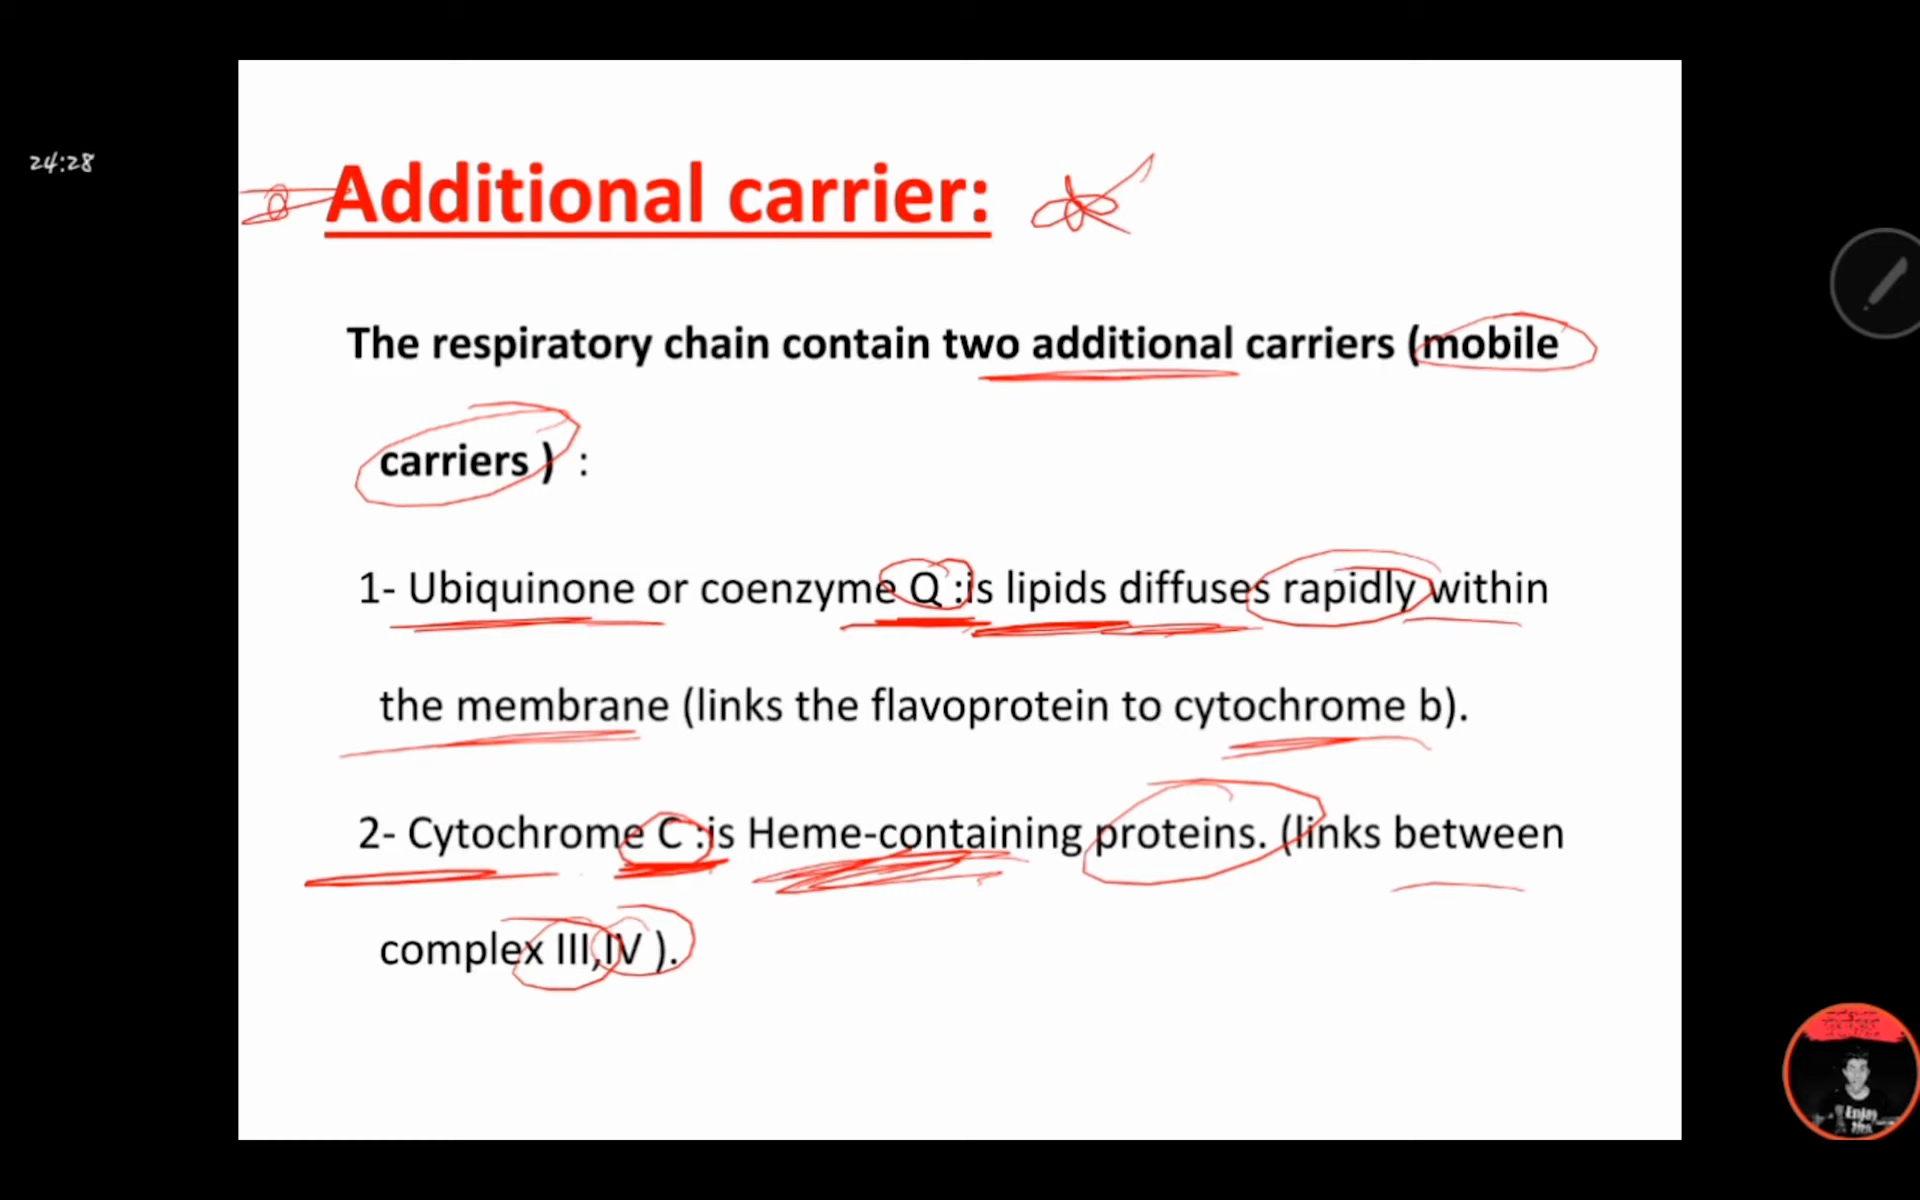 24:28
Additional carrier:
The respiratory chain contain two additional carriers (mobile
carriers ) :
1- Ubiquinone or coenzyme Q :is lipids diffuses rapidly within
the membrane (links the flavoprotein to cytochrome b).
2- Cytochrome C :is Heme-containing proteins. (links between
complex III,IV ).